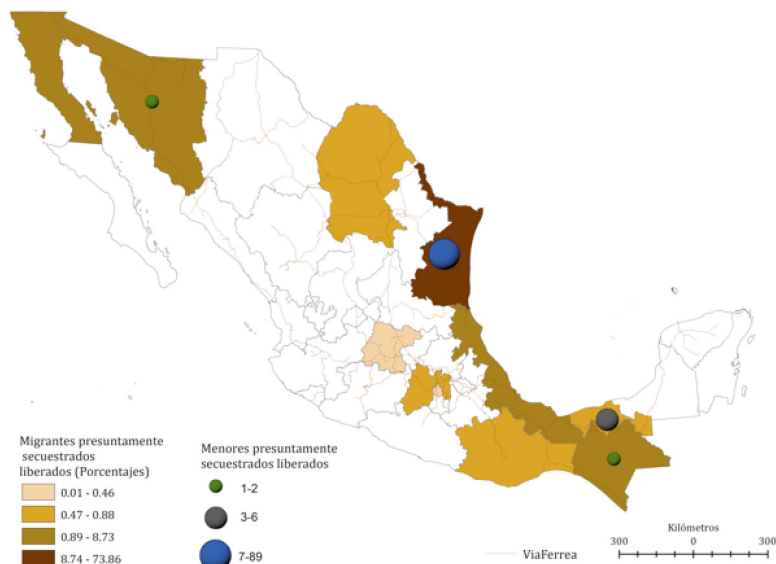 Migrantes presuntamente
secuestrados
liberados (Porcentajes)
0.01 - 0.46
0.47 - 0.88
0.89 - 8.73
8.74 - 73.86
Menores presuntamente
secuestrados liberados
1-2
3-6
7-89
ViaFerrea
Kilómetros
300 0 300